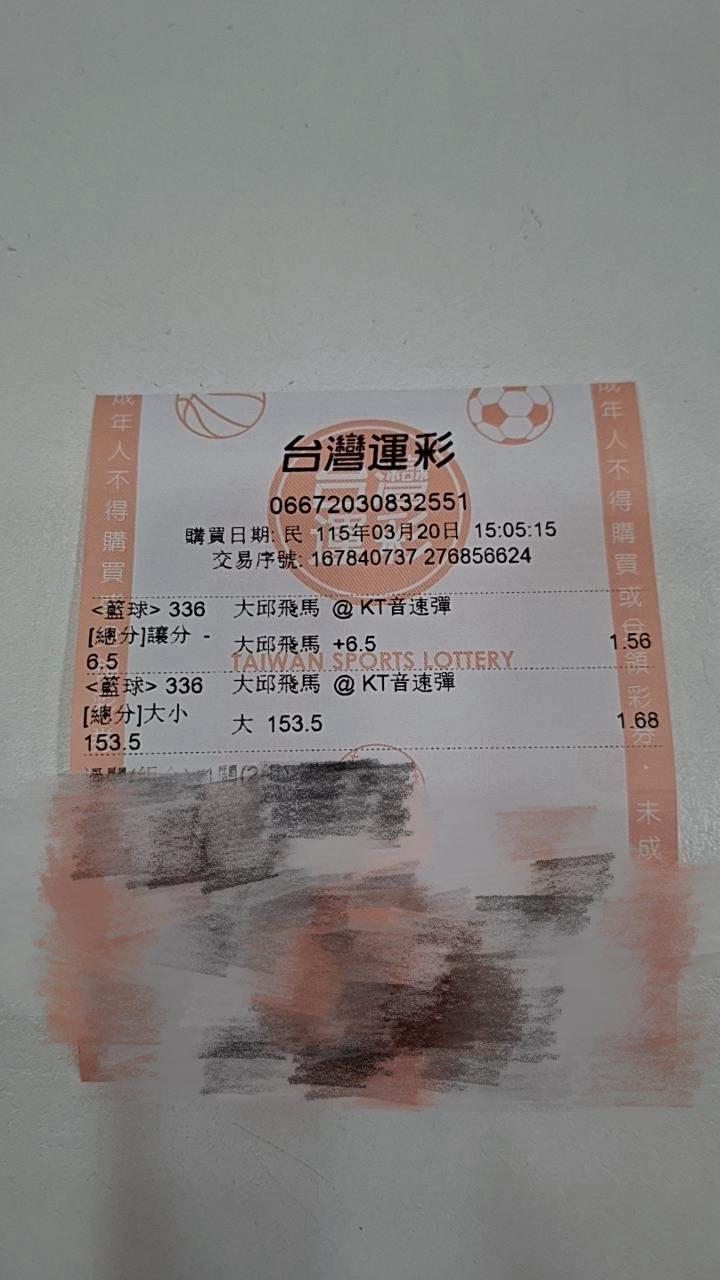 台灣運彩
06672030832551
購買日期: 民 115年03月20日 15:05:15
交易序號: 167840737 276856624
<籃球> 336 大邱飛馬 @ KT音速彈
[總分]讓分 -6.5 大邱飛馬 +6.5 1.56
TAIWAN SPORTS LOTTERY
<籃球> 336 大邱飛馬 @ KT音速彈
[總分]大小 153.5 大 153.5 1.68
成年人不得購買或
成年人不得購買或兌領彩券．未成